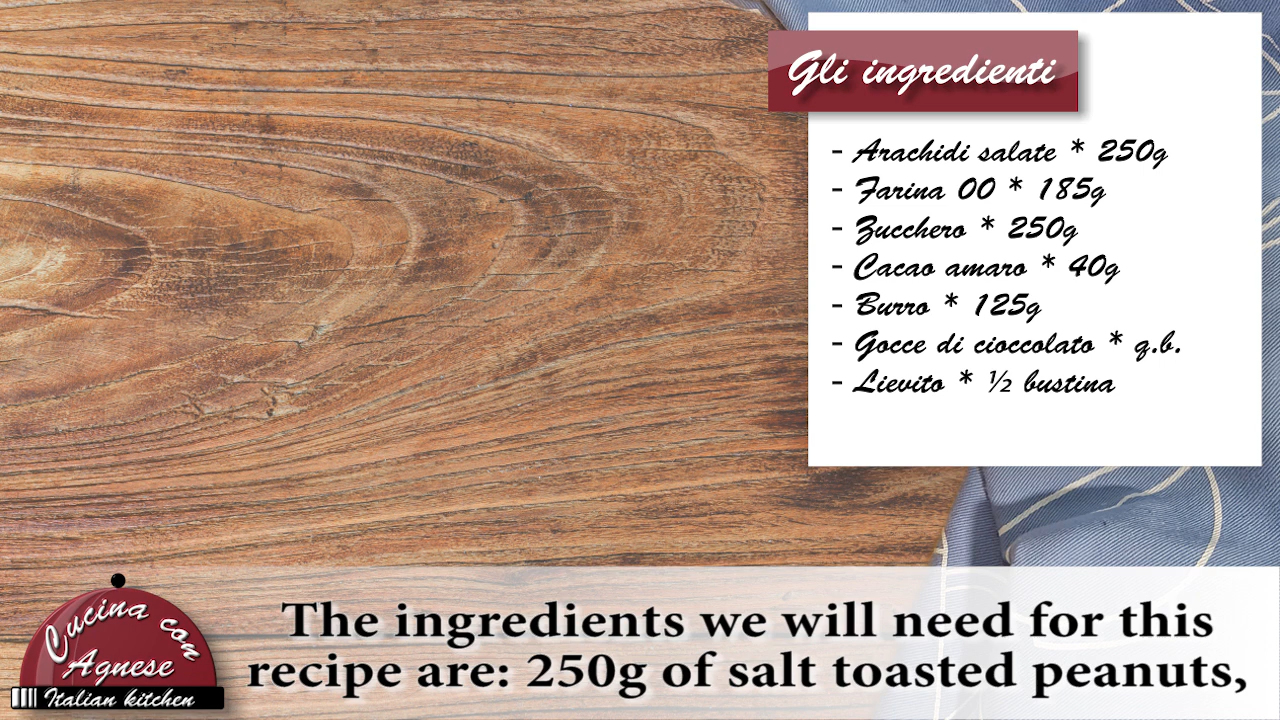 Gli ingredienti
- Arachidi salate * 250g
- Farina 00 * 185g
- Zucchero * 250g
- Cacao amaro * 40g
- Burro * 125g
- Gocce di cioccolato * q.b.
- Lievito * ½ bustina
The ingredients we will need for this
recipe are: 250g of salt toasted peanuts,
Cucina con
Agnese
Italian kitchen